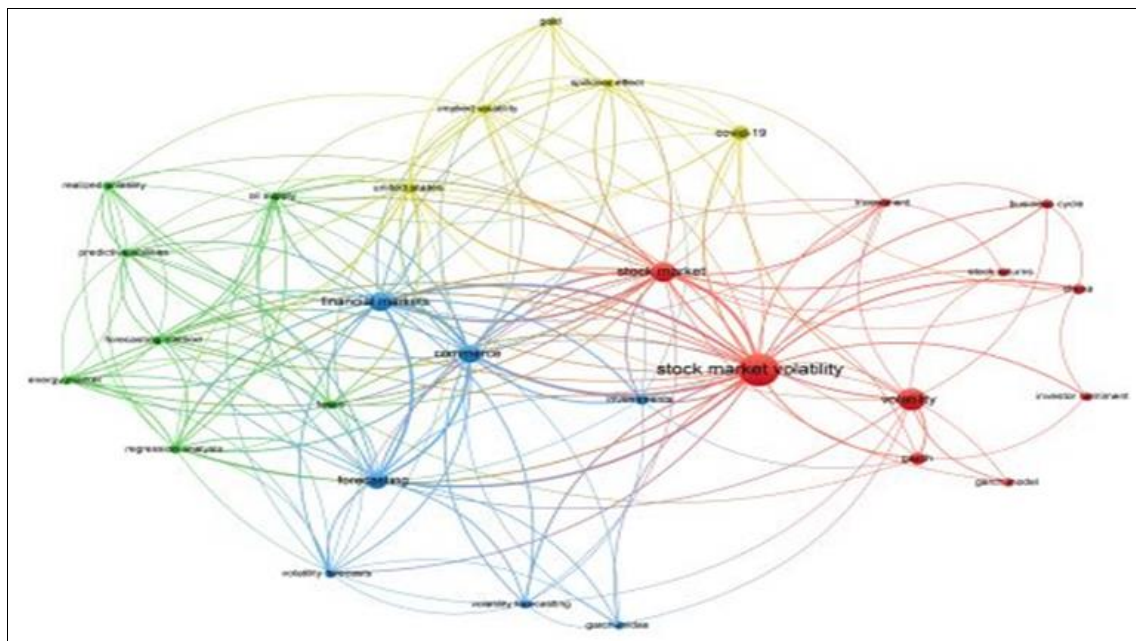 gold
spillover effect
implied volatility
covid-19
realized volatility
united states
oil supply
investment
business cycle
predictive
stock market
stock returns
china
financial markets
forecasting
commerce
energy market
stock market volatility
investments
volatility
investor sentiment
regression analysis
garch
forecasting
garch model
volatility forecasts
volatility forecasting
garch-midas